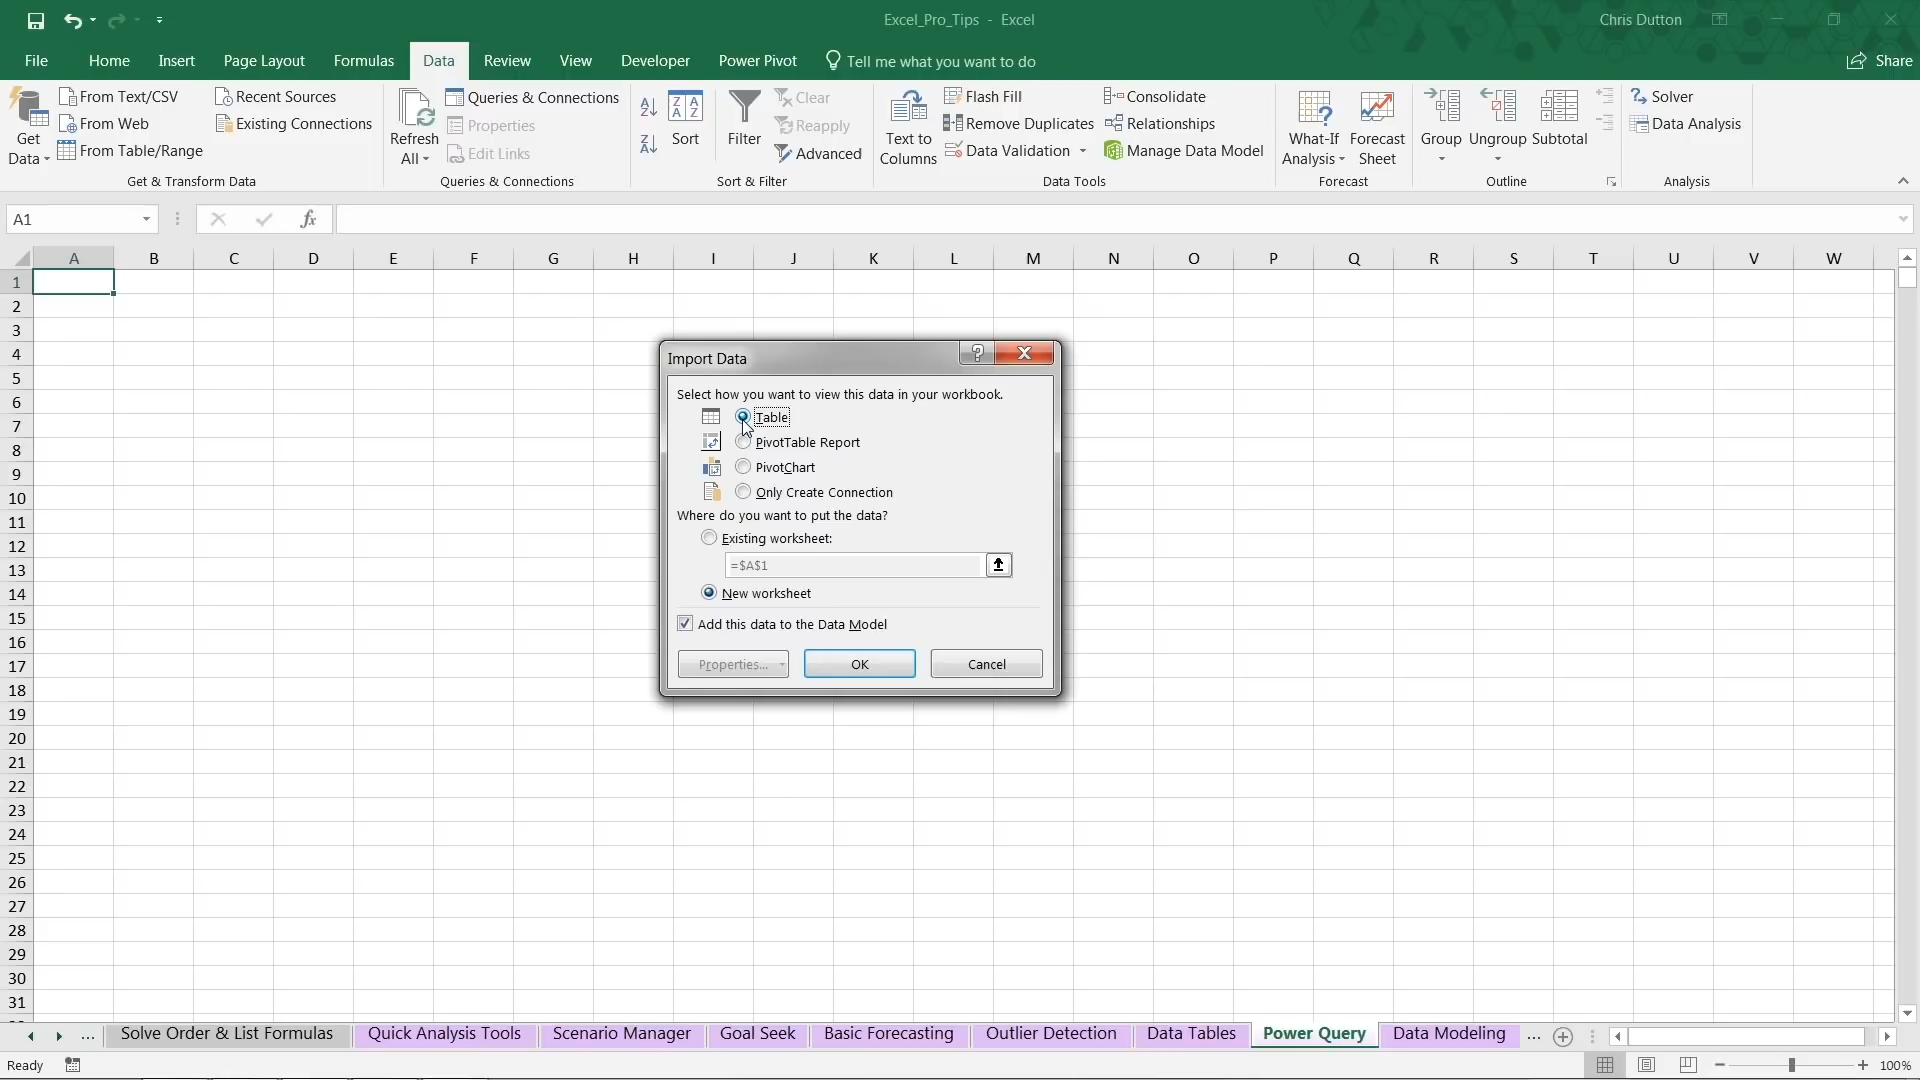 Excel_Pro_Tips - Excel
Chris Dutton
File Home Insert Page Layout Formulas Data Review View Developer Power Pivot Tell me what you want to do Share
Get Data
From Text/CSV
From Web
From Table/Range
Recent Sources
Existing Connections
Get & Transform Data
Refresh All
Queries & Connections
Properties
Edit Links
Queries & Connections
Sort
Filter
Clear
Reapply
Advanced
Sort & Filter
Text to Columns
Flash Fill
Remove Duplicates
Data Validation
Consolidate
Relationships
Manage Data Model
Data Tools
What-If Analysis
Forecast Sheet
Forecast
Group
Ungroup
Subtotal
Outline
Solver
Data Analysis
Analysis
A1
fx
A B C D E F G H I J K L M N O P Q R S T U V W
1
2
3
4
5
6
7
8
9
10
11
12
13
14
15
16
17
18
19
20
21
22
23
24
25
26
27
28
29
30
31
Import Data
Select how you want to view this data in your workbook.
Table
PivotTable Report
PivotChart
Only Create Connection
Where do you want to put the data?
Existing worksheet:
=$A$1
New worksheet
Add this data to the Data Model
Properties... OK Cancel
... Solve Order & List Formulas Quick Analysis Tools Scenario Manager Goal Seek Basic Forecasting Outlier Detection Data Tables Power Query Data Modeling ...
Ready
100%